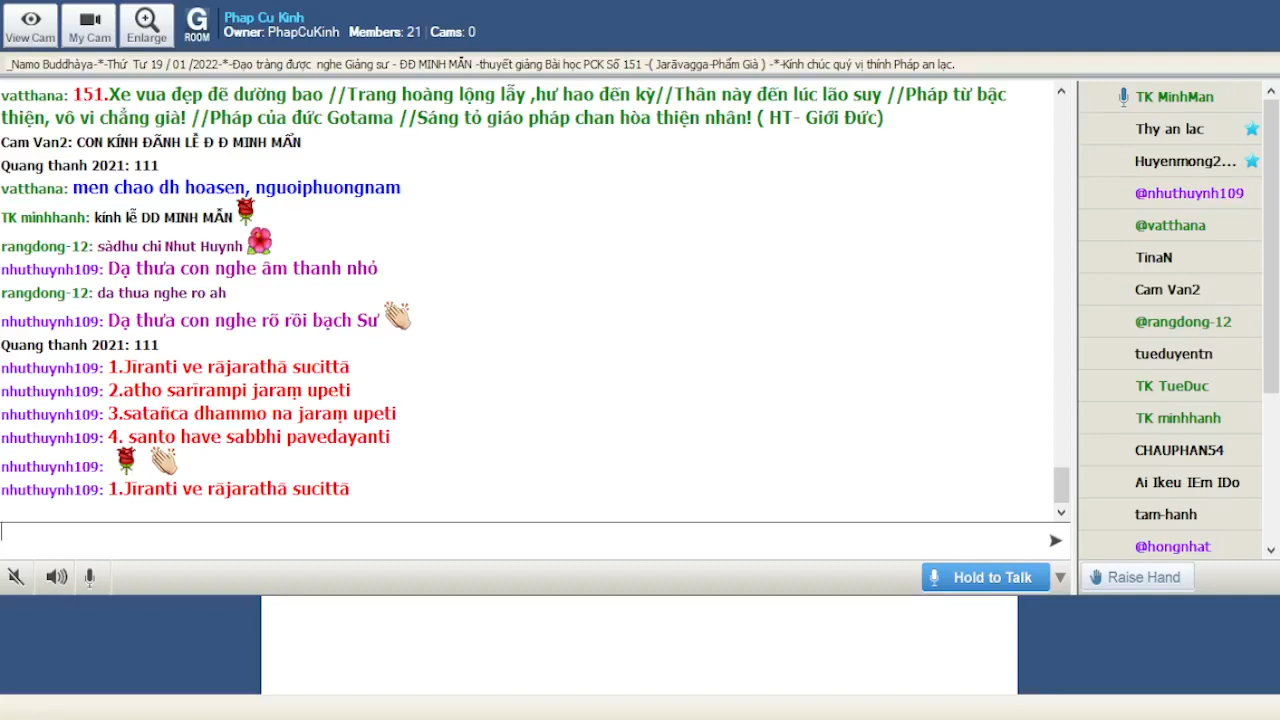 View Cam
My Cam
Enlarge
G
ROOM
Phap Cu Kinh
Owner: PhapCuKinh Members: 21 Cams: 0
_Namo Buddhàya-*-Thứ Tư 19 / 01 /2022-*-Đạo tràng được nghe Giảng sư - ĐĐ MINH MẪN -thuyết giảng Bài học PCK Số 151 -( Jarāvagga-Phẩm Già ) -*-Kính chúc quý vị thính Pháp an lạc.
vatthana: 151.Xe vua đẹp đẽ dường bao //Trang hoàng lộng lẫy ,hư hao đến kỳ//Thân này đến lúc lão suy //Pháp từ bậc
thiện, vô vi chẳng già! //Pháp của đức Gotama //Sáng tỏ giáo pháp chan hòa thiện nhân! ( HT- Giới Đức)
Cam Van2: CON KÍNH ĐÃNH LỄ Đ Đ MINH MẪN
Quang thanh 2021: 111
vatthana: men chao dh hoasen, nguoiphuongnam
TK minhhanh: kính lễ DD MINH MẪN
rangdong-12: sàdhu chi Nhut Huynh
nhuthuynh109: Dạ thưa con nghe âm thanh nhỏ
rangdong-12: da thua nghe ro ah
nhuthuynh109: Dạ thưa con nghe rõ rồi bạch Sư
Quang thanh 2021: 111
nhuthuynh109: 1.Jīranti ve rājarathā sucittā
nhuthuynh109: 2.atho sarīrampi jaraṃ upeti
nhuthuynh109: 3.satañca dhammo na jaraṃ upeti
nhuthuynh109: 4. santo have sabbhi pavedayanti
nhuthuynh109:
nhuthuynh109: 1.Jīranti ve rājarathā sucittā
Hold to Talk
TK MinhMan
Thy an lac
Huyenmong2...
@nhuthuynh109
@vatthana
TinaN
Cam Van2
@rangdong-12
tueduyentn
TK TueDuc
TK minhhanh
CHAUPHAN54
Ai Ikeu IEm IDo
tam-hanh
@hongnhat
Raise Hand